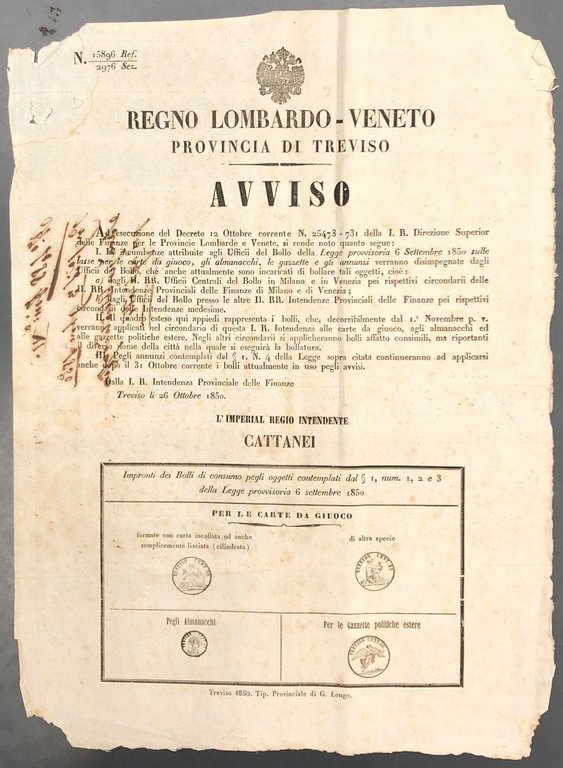 N. 15896 Ref.
2976 Sez.
REGNO LOMBARDO-VENETO
PROVINCIA DI TREVISO
AVVISO
Ad esecuzione del Decreto 12 Ottobre corrente N. 25473-731 della I. R. Direzione Superior
delle Finanze per le Provincie Lombarde e Venete, si rende noto quanto segue:
I. Le incumbenze attribuite agli Ufficii del Bollo della Legge provvisoria 6 Settembre 1850 sulle
tasse per le carte da giuoco, gli almanacchi, le gazzette e gli annunzi verranno disimpegnate dagli
Ufficii del Bollo, che anche attualmente sono incaricati di bollare tali oggetti, cioè:
a) dagli II. RR. Ufficii Centrali del Bollo in Milano e in Venezia pei rispettivi circondarii delle
II. RR. Intendenze Provinciali delle Finanze di Milano e di Venezia;
b) dagli Ufficii del Bollo presso le altre II. RR. Intendenze Provinciali delle Finanze pei rispettivi
circondarii delle Intendenze medesime.
II. Il quadro esteso qui appiedi rappresenta i bolli, che, decorribilmente dal 1.º Novembre p. v.
verranno applicati nel circondario di questa I. R. Intendenza alle carte da giuoco, agli almanacchi ed
alle gazzette politiche estere. Negli altri circondarii si applicheranno bolli affatto consimili, ma riportanti
il diverso nome della città nella quale si eseguirà la bollatura.
III. Pegli annunzi contemplati dal § 1. N. 4 della Legge sopra citata continueranno ad applicarsi
anche dopo il 31 Ottobre corrente i bolli attualmente in uso pegli avvisi.
Dalla I. R. Intendenza Provinciale delle Finanze
Treviso li 26 Ottobre 1850.
L'IMPERIAL REGIO INTENDENTE
CATTANEI
Impronti dei Bolli di consumo pegli oggetti contemplati dal § 1, num. 1, 2 e 3
della Legge provvisoria 6 settembre 1850
PER LE CARTE DA GIUOCO
formate con carta incollata od anche
semplicemente lisciata (cilindrata)
di altra specie
TREVISO CENT.
TREVISO CENT.
Pegli Almanacchi
Per le Gazzette politiche estere
TREVISO CENT.
Treviso 1850. Tip. Provinciale di G. Longo.